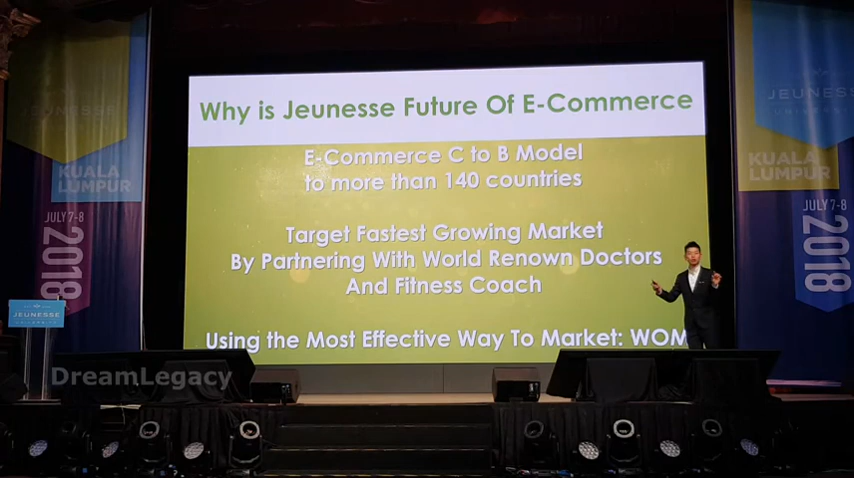 Why is Jeunesse Future Of E-Commerce
E-Commerce C to B Model
to more than 140 countries
Target Fastest Growing Market
By Partnering With World Renown Doctors
And Fitness Coach
Using the Most Effective Way To Market: WOM
JEUNESSE
KUALA
LUMPUR
JULY 7-8
2018
JEUNESSE
UNIVERSITY
KUALA
LUMPUR
JULY 7-8
2018
JEUNESSE
UNIVERSITY
DreamLegacy